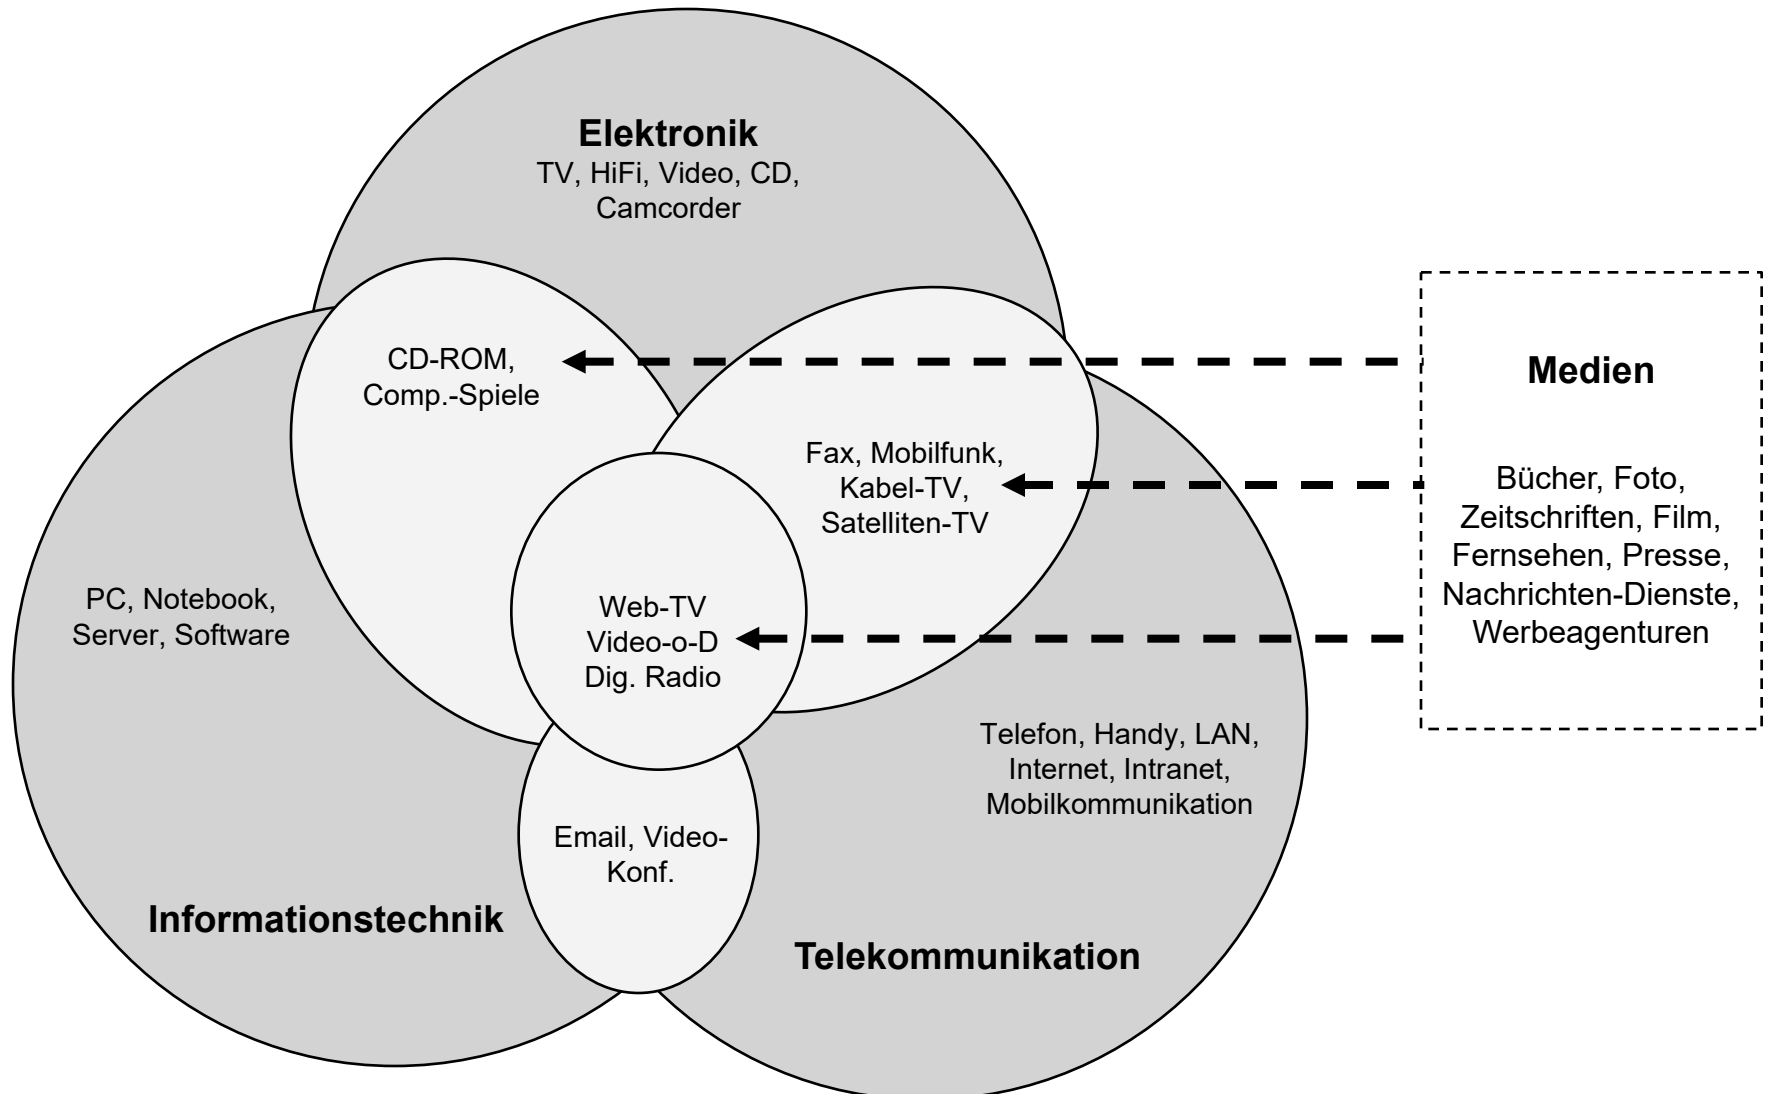 Elektronik
TV, HiFi, Video, CD,
Camcorder
CD-ROM,
Comp.-Spiele
Fax, Mobilfunk,
Kabel-TV,
Satelliten-TV
Web-TV
Video-o-D
Dig. Radio
PC, Notebook,
Server, Software
Telefon, Handy, LAN,
Internet, Intranet,
Mobilkommunikation
Email, Video-
Konf.
Informationstechnik
Telekommunikation
Medien
Bücher, Foto,
Zeitschriften, Film,
Fernsehen, Presse,
Nachrichten-Dienste,
Werbeagenturen